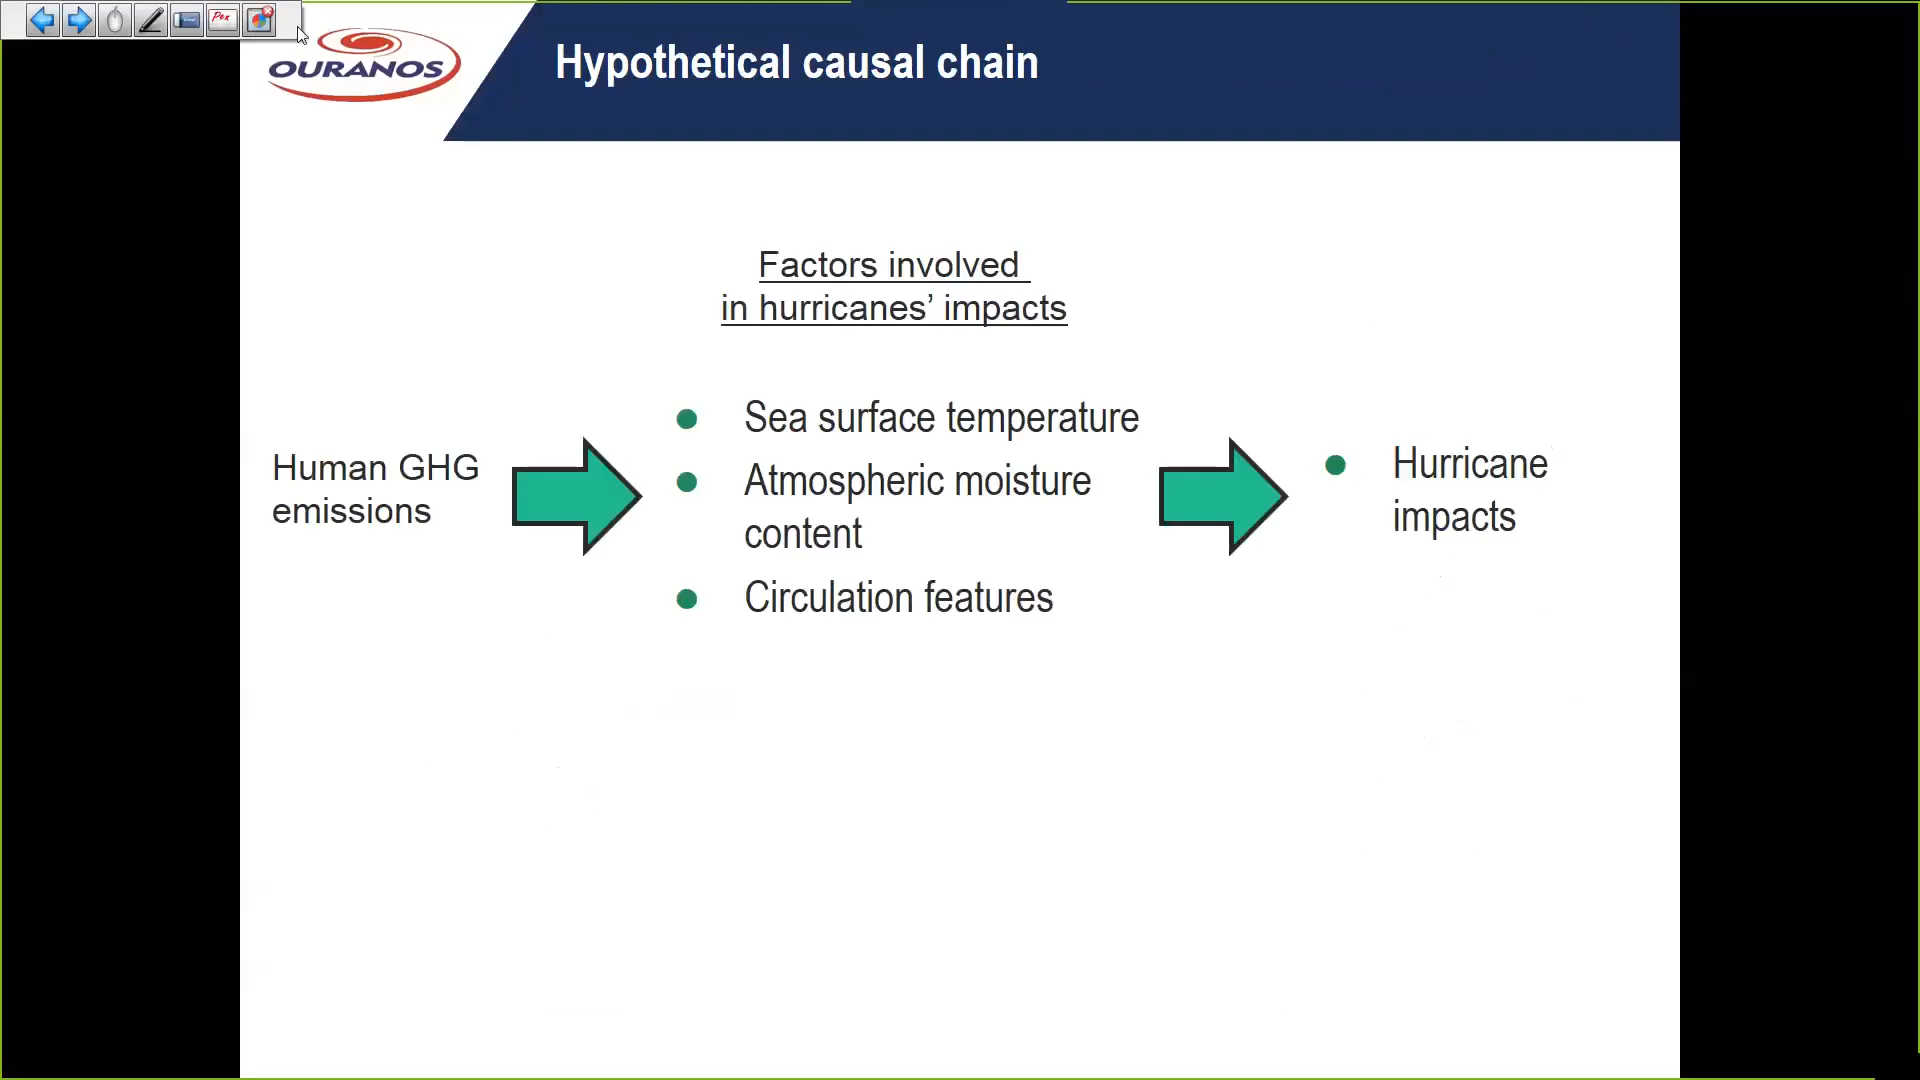 Pen
OURANOS
Hypothetical causal chain
Factors involved
in hurricanes’ impacts
Human GHG
emissions
Sea surface temperature
Atmospheric moisture
content
Circulation features
Hurricane
impacts